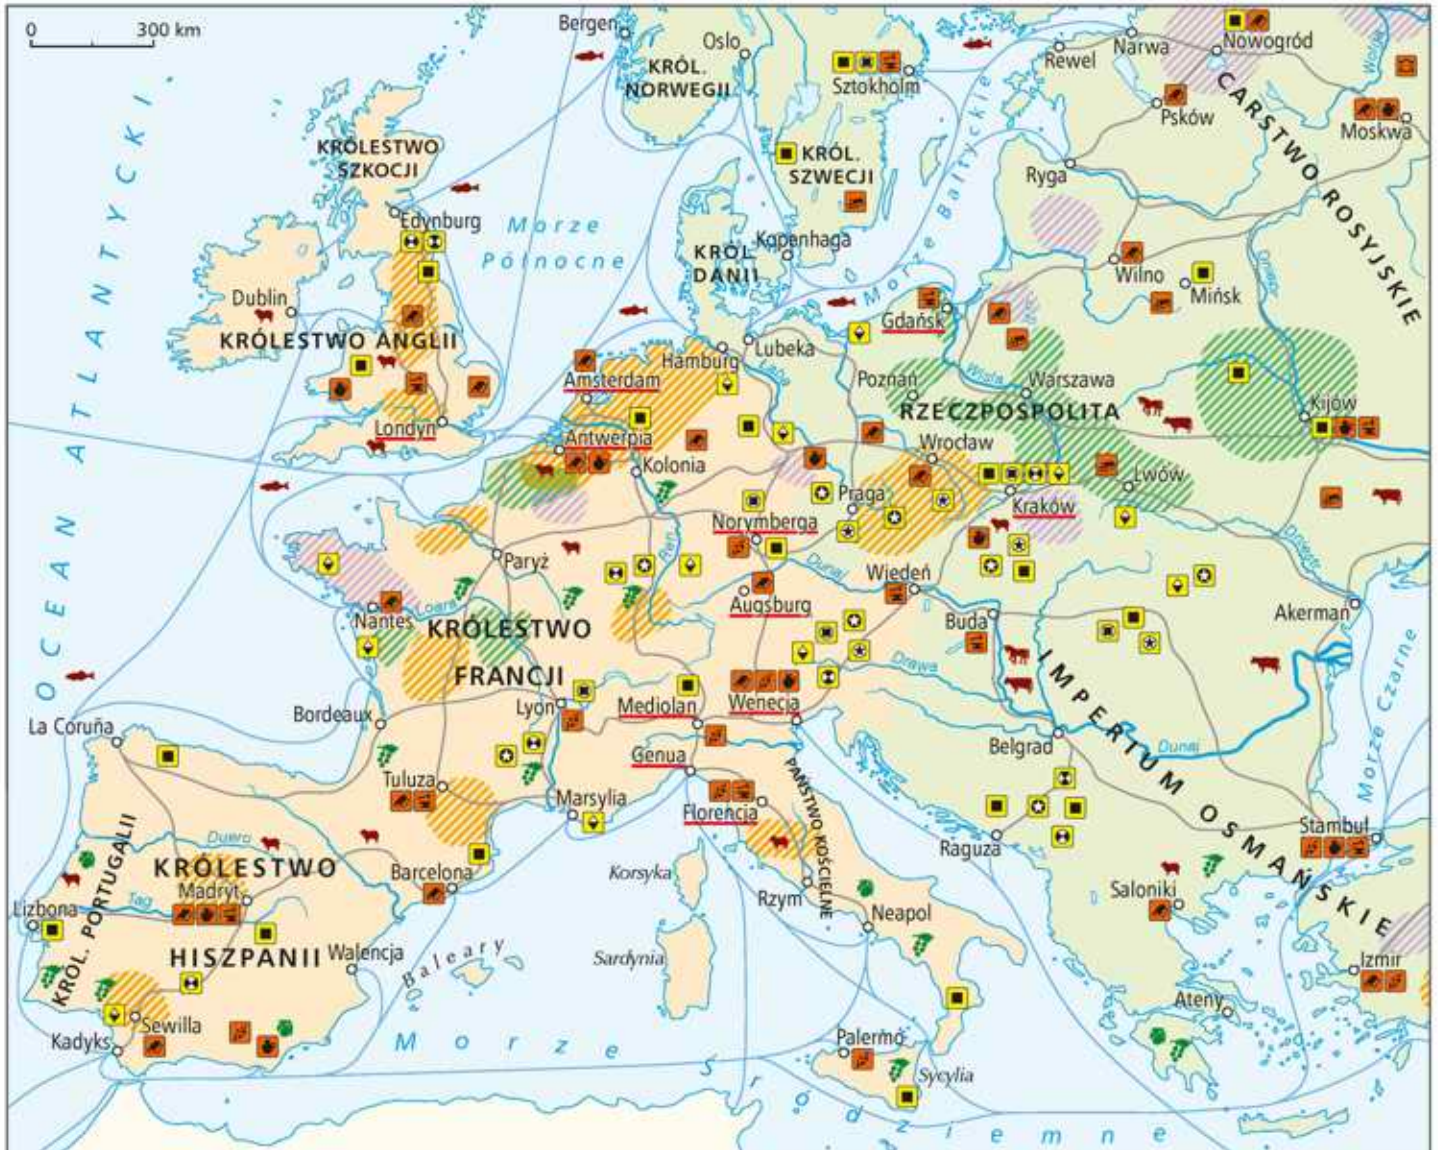 0 300 km
Bergen
Oslo
KRÓL.
NORWEGII
Sztokholm
Rewel
Narwa
Nowogród
Wołga
Psków
Moskwa
CARSTWO ROSYJSKIE
KRÓLESTWO
SZKOCJI
Edynburg
KRÓL.
SZWECJI
Ryga
Morze Bałtyckie
Morze
Północne
Kopenhaga
KRÓL.
DANII
Wilno
Mińsk
Dniepr
OCEAN ATLANTYCKI
Dublin
KRÓLESTWO ANGLII
Gdańsk
Hamburg
Lubeka
Łaba
Amsterdam
Poznań
Wisła
Warszawa
RZECZPOSPOLITA
Kijów
Londyn
Antwerpia
Kolonia
Wrocław
Praga
Lwów
Kraków
Norymberga
Ren
Dunaj
Wiedeń
Dniestr
Paryż
Augsburg
Buda
Akerman
Nantes
Loara
KRÓLESTWO
FRANCJI
Drawa
Morze Czarne
Lyon
Mediolan
Wenecja
La Coruña
Bordeaux
Belgrad
Dunaj
IMPERIUM OSMAŃSKIE
Genua
Tuluza
Marsylia
Florencja
PAŃSTWO KOŚCIELNE
Raguza
Stambuł
Duero
KRÓLESTWO
Madryt
Barcelona
Korsyka
Rzym
Saloniki
Tag
Lizbona
KRÓL. PORTUGALII
Neapol
HISZPANII
Walencja
Baleary
Sardynia
Izmir
Ateny
Sewilla
Kadyks
Palermo
Sycylia
Morze Śródziemne